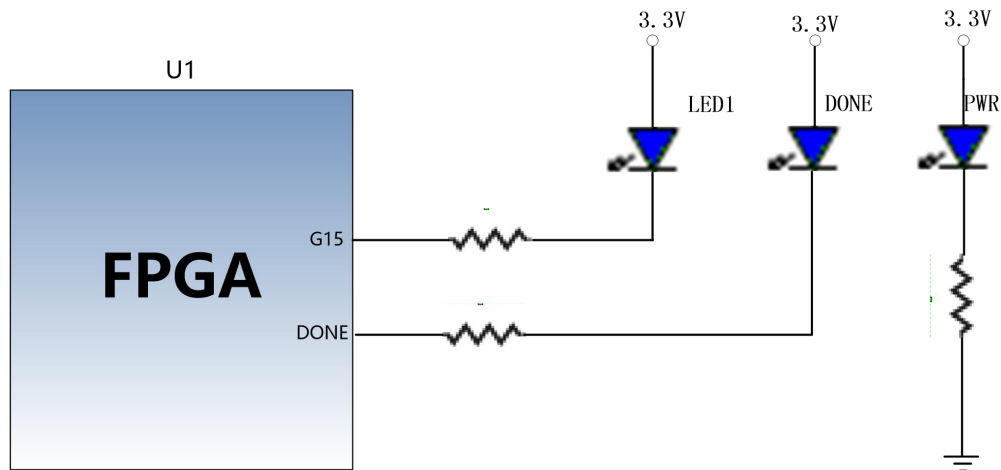 3.3V
3.3V
3.3V
U1
LED1
DONE
PWR
G15
FPGA
DONE